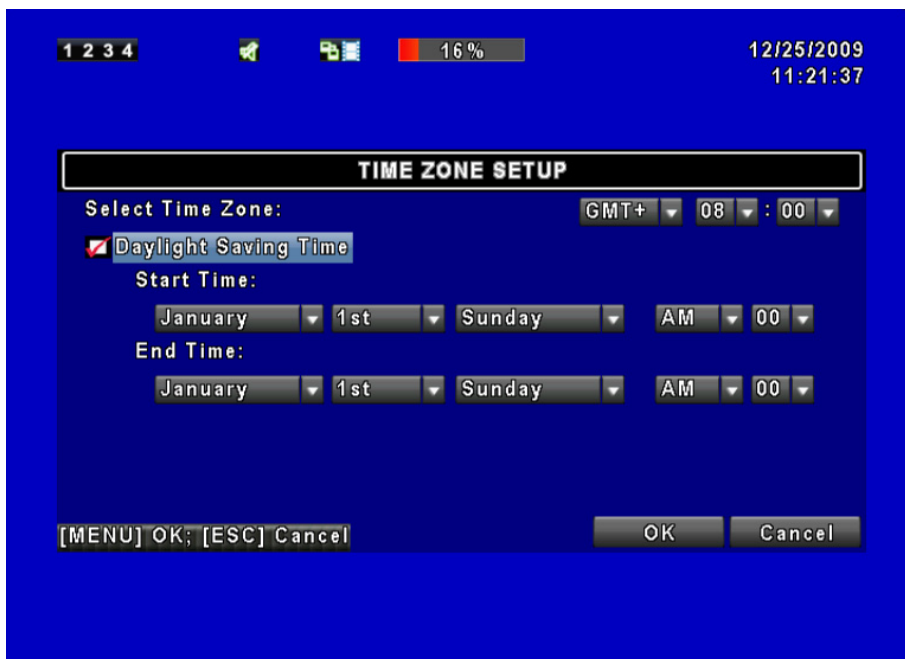 1 2 3 4 16% 12/25/2009
11:21:37
TIME ZONE SETUP
Select Time Zone: GMT+ 08 : 00
Daylight Saving Time
Start Time:
January 1st Sunday AM 00
End Time:
January 1st Sunday AM 00
[MENU] OK; [ESC] Cancel OK Cancel